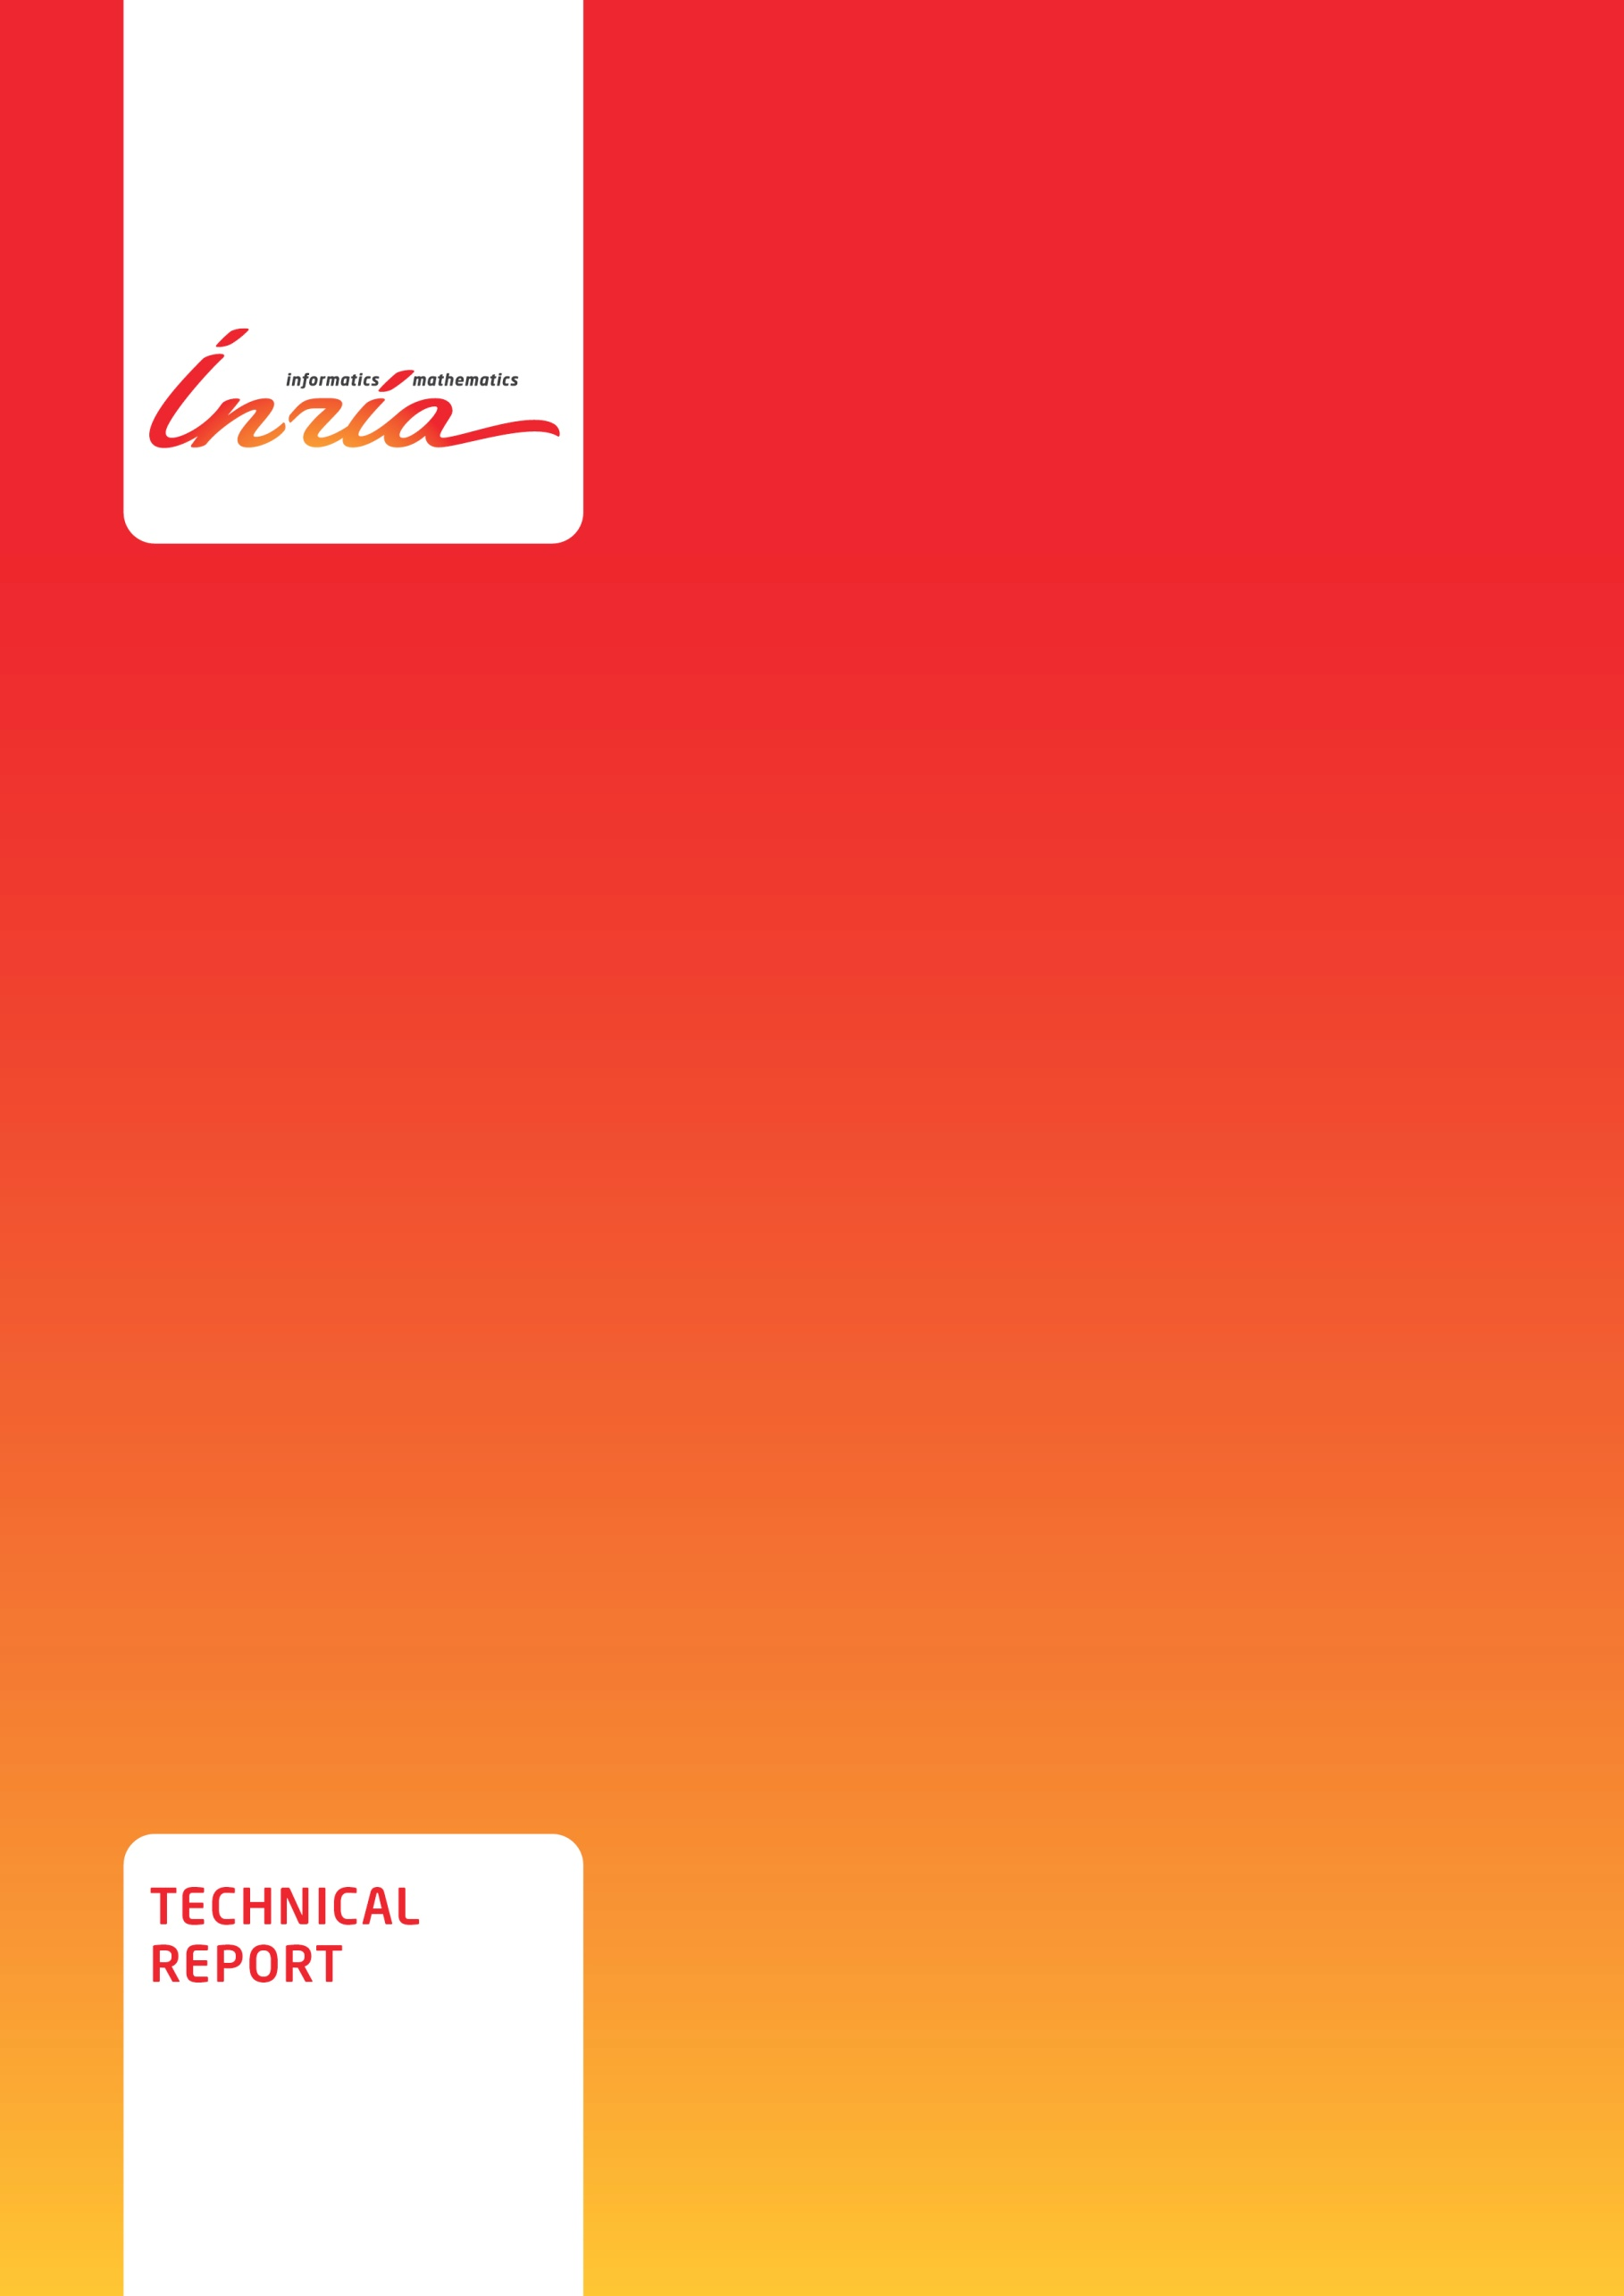 informatics mathematics
Inria
TECHNICAL
REPORT